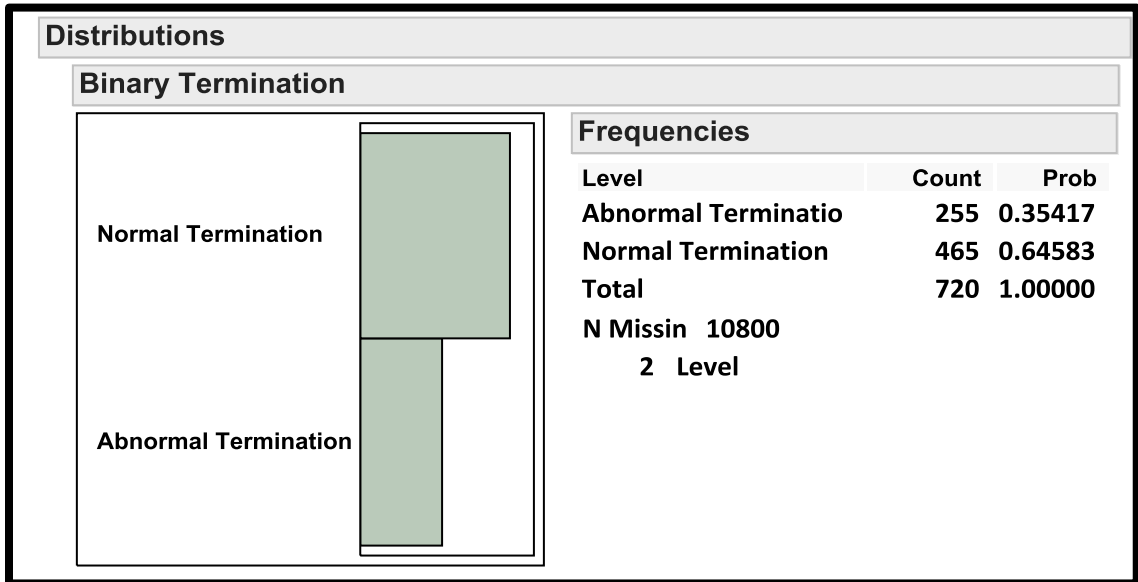 Distributions
Binary Termination
Normal Termination
Abnormal Termination
Frequencies
Level Count Prob
Abnormal Terminatio 255 0.35417
Normal Termination 465 0.64583
Total 720 1.00000
N Missin 10800
2 Level